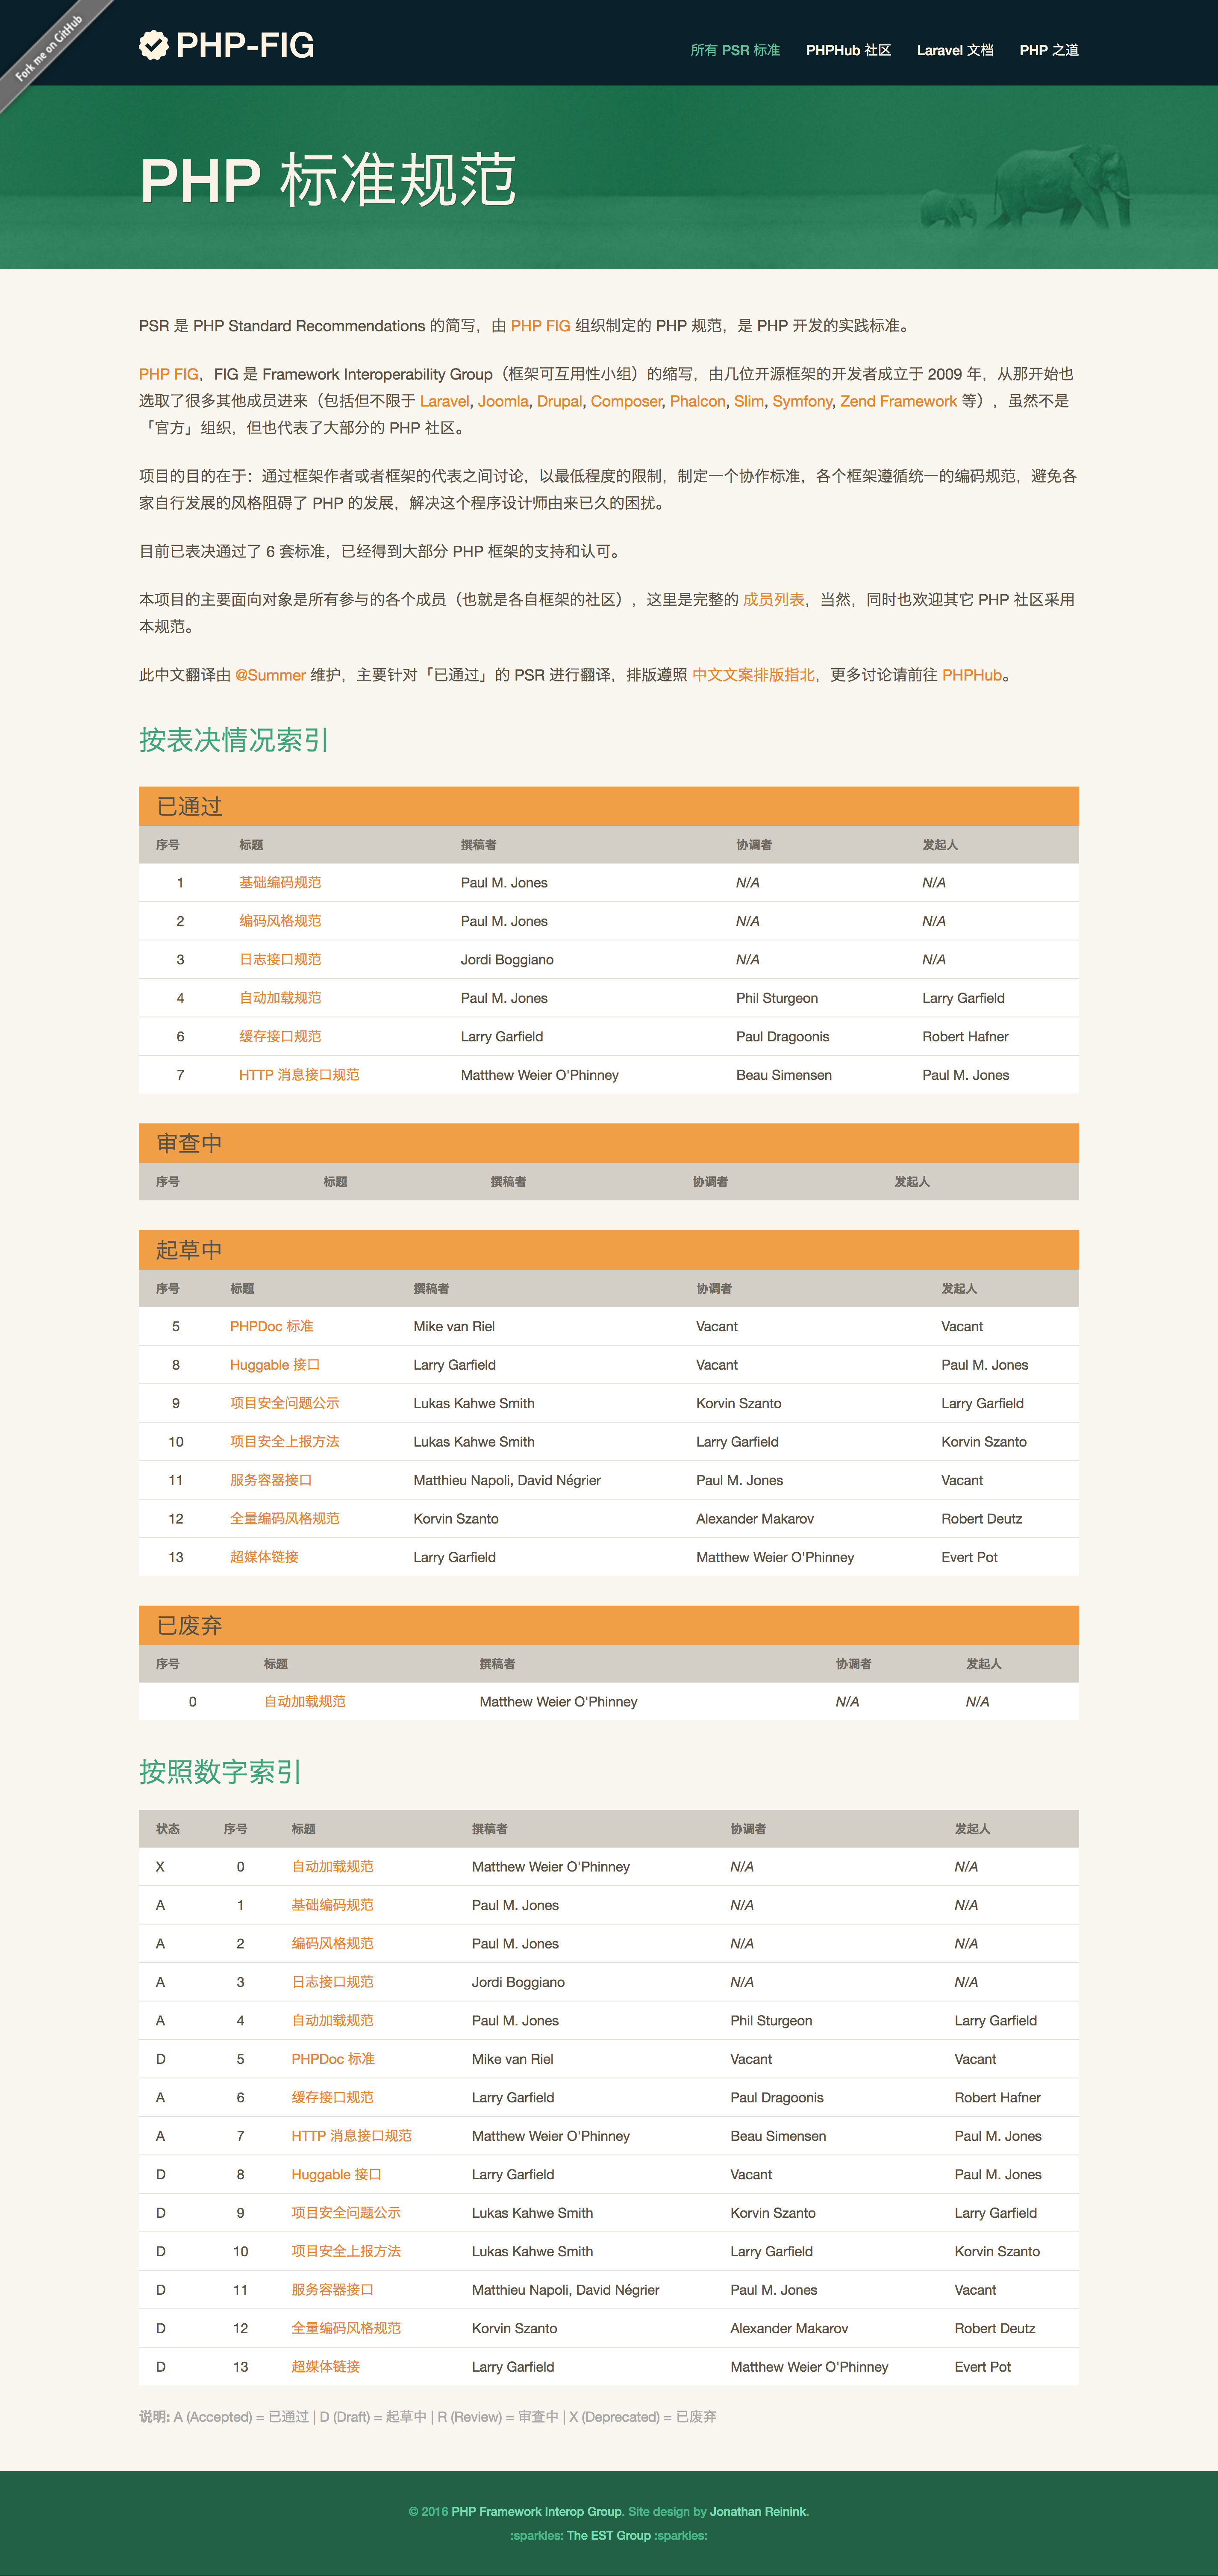 Fork me on GitHub
PHP-FIG
所有 PSR 标准 PHPHub 社区 Laravel 文档 PHP 之道
PHP 标准规范
PSR 是 PHP Standard Recommendations 的简写，由 PHP FIG 组织制定的 PHP 规范，是 PHP 开发的实践标准。
PHP FIG，FIG 是 Framework Interoperability Group（框架可互用性小组）的缩写，由几位开源框架的开发者成立于 2009 年，从那开始也
选取了很多其他成员进来（包括但不限于 Laravel, Joomla, Drupal, Composer, Phalcon, Slim, Symfony, Zend Framework 等），虽然不是
「官方」组织，但也代表了大部分的 PHP 社区。
项目的目的在于：通过框架作者或者框架的代表之间讨论，以最低程度的限制，制定一个协作标准，各个框架遵循统一的编码规范，避免各
家自行发展的风格阻碍了 PHP 的发展，解决这个程序设计师由来已久的困扰。
目前已表决通过了 6 套标准，已经得到大部分 PHP 框架的支持和认可。
本项目的主要面向对象是所有参与的各个成员（也就是各自框架的社区），这里是完整的 成员列表，当然，同时也欢迎其它 PHP 社区采用
本规范。
此中文翻译由 @Summer 维护，主要针对「已通过」的 PSR 进行翻译，排版遵照 中文文案排版指北，更多讨论请前往 PHPHub。
按表决情况索引
已通过
序号 标题 撰稿者 协调者 发起人
1 基础编码规范 Paul M. Jones N/A N/A
2 编码风格规范 Paul M. Jones N/A N/A
3 日志接口规范 Jordi Boggiano N/A N/A
4 自动加载规范 Paul M. Jones Phil Sturgeon Larry Garfield
6 缓存接口规范 Larry Garfield Paul Dragoonis Robert Hafner
7 HTTP 消息接口规范 Matthew Weier O'Phinney Beau Simensen Paul M. Jones
审查中
序号 标题 撰稿者 协调者 发起人
起草中
序号 标题 撰稿者 协调者 发起人
5 PHPDoc 标准 Mike van Riel Vacant Vacant
8 Huggable 接口 Larry Garfield Vacant Paul M. Jones
9 项目安全问题公示 Lukas Kahwe Smith Korvin Szanto Larry Garfield
10 项目安全上报方法 Lukas Kahwe Smith Larry Garfield Korvin Szanto
11 服务容器接口 Matthieu Napoli, David Négrier Paul M. Jones Vacant
12 全量编码风格规范 Korvin Szanto Alexander Makarov Robert Deutz
13 超媒体链接 Larry Garfield Matthew Weier O'Phinney Evert Pot
已废弃
序号 标题 撰稿者 协调者 发起人
0 自动加载规范 Matthew Weier O'Phinney N/A N/A
按照数字索引
状态 序号 标题 撰稿者 协调者 发起人
X 0 自动加载规范 Matthew Weier O'Phinney N/A N/A
A 1 基础编码规范 Paul M. Jones N/A N/A
A 2 编码风格规范 Paul M. Jones N/A N/A
A 3 日志接口规范 Jordi Boggiano N/A N/A
A 4 自动加载规范 Paul M. Jones Phil Sturgeon Larry Garfield
D 5 PHPDoc 标准 Mike van Riel Vacant Vacant
A 6 缓存接口规范 Larry Garfield Paul Dragoonis Robert Hafner
A 7 HTTP 消息接口规范 Matthew Weier O'Phinney Beau Simensen Paul M. Jones
D 8 Huggable 接口 Larry Garfield Vacant Paul M. Jones
D 9 项目安全问题公示 Lukas Kahwe Smith Korvin Szanto Larry Garfield
D 10 项目安全上报方法 Lukas Kahwe Smith Larry Garfield Korvin Szanto
D 11 服务容器接口 Matthieu Napoli, David Négrier Paul M. Jones Vacant
D 12 全量编码风格规范 Korvin Szanto Alexander Makarov Robert Deutz
D 13 超媒体链接 Larry Garfield Matthew Weier O'Phinney Evert Pot
说明: A (Accepted) = 已通过 | D (Draft) = 起草中 | R (Review) = 审查中 | X (Deprecated) = 已废弃
© 2016 PHP Framework Interop Group. Site design by Jonathan Reinink.
:sparkles: The EST Group :sparkles: